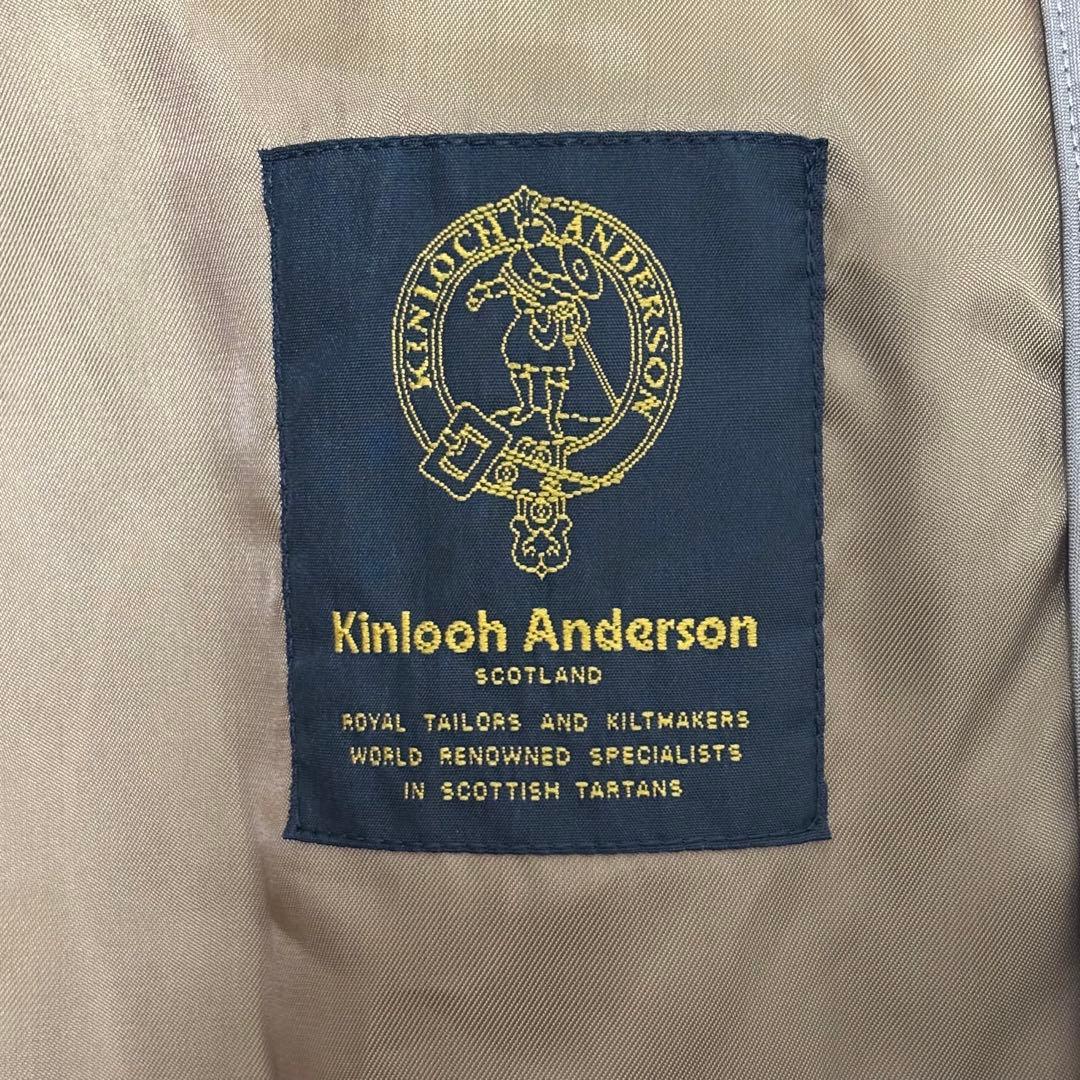 KINLOCH ANDERSON
Kinlooh Anderson
SCOTLAND
ROYAL TAILORS AND KILTMAKERS
WORLD RENOWNED SPECIALISTS
IN SCOTTISH TARTANS